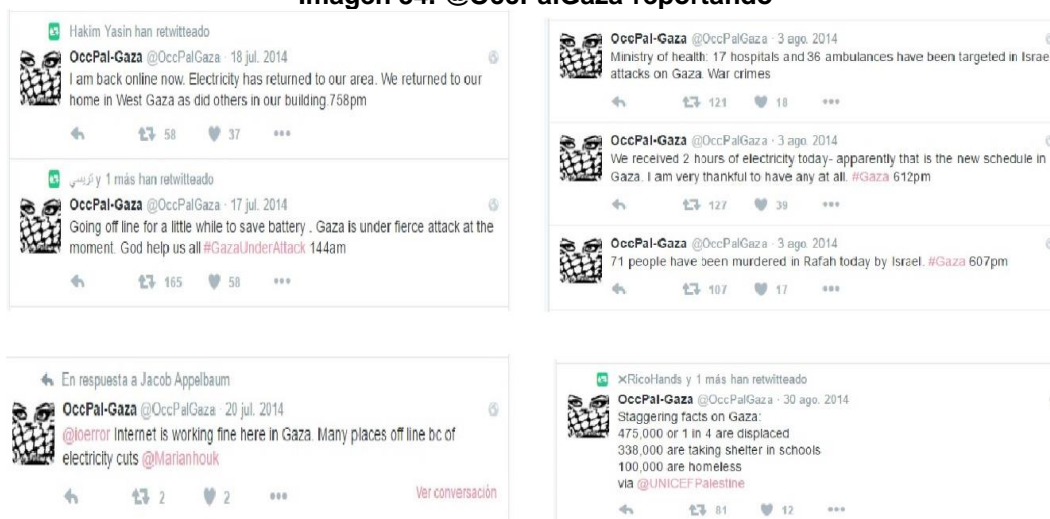 Imagen 34: @OccPalGaza reportando
Hakim Yasin han retwitteado
OccPal-Gaza @OccPalGaza · 18 jul. 2014
I am back online now. Electricity has returned to our area. We returned to our
home in West Gaza as did others in our building.758pm
58 37
y 1 más han retwitteado
OccPal-Gaza @OccPalGaza · 17 jul. 2014
Going off line for a little while to save battery . Gaza is under fierce attack at the
moment. God help us all #GazaUnderAttack 144am
165 58
OccPal-Gaza @OccPalGaza · 3 ago. 2014
Ministry of health: 17 hospitals and 36 ambulances have been targeted in Israe
attacks on Gaza. War crimes
121 18
OccPal-Gaza @OccPalGaza · 3 ago. 2014
We received 2 hours of electricity today- apparently that is the new schedule in
Gaza. I am very thankful to have any at all. #Gaza 612pm
127 39
OccPal-Gaza @OccPalGaza · 3 ago. 2014
71 people have been murdered in Rafah today by Israel. #Gaza 607pm
107 17
En respuesta a Jacob Appelbaum
OccPal-Gaza @OccPalGaza · 20 jul. 2014
@ioerror Internet is working fine here in Gaza. Many places off line bc of
electricity cuts @Marianhouk
2 2 Ver conversación
XRicoHands y 1 más han retwitteado
OccPal-Gaza @OccPalGaza · 30 ago. 2014
Staggering facts on Gaza:
475,000 or 1 in 4 are displaced
338,000 are taking shelter in schools
100,000 are homeless
via @UNICEFPalestine
81 12